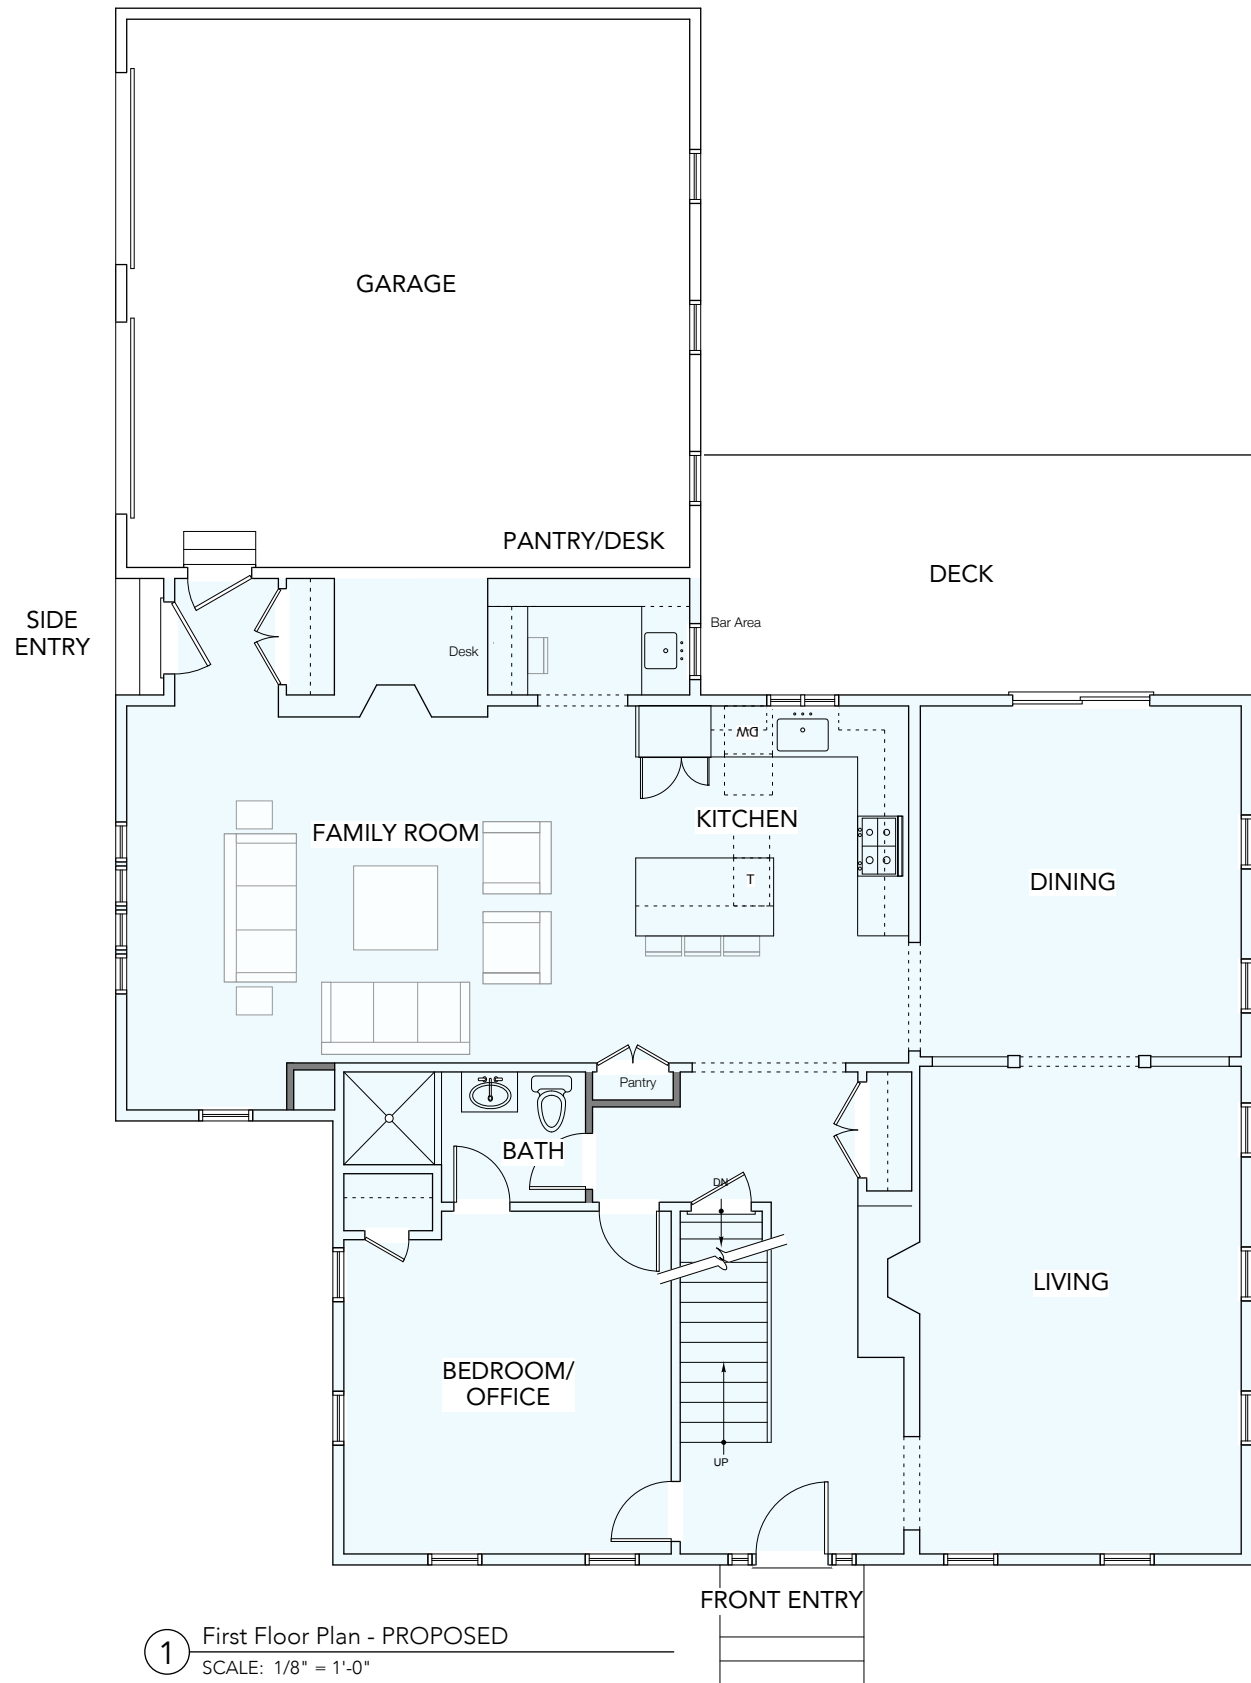 GARAGE
PANTRY/DESK
DECK
SIDE
ENTRY
Bar Area
Desk
DW
KITCHEN
FAMILY ROOM
T
DINING
Pantry
BATH
DN
LIVING
BEDROOM/
OFFICE
UP
FRONT ENTRY
1
First Floor Plan - PROPOSED
SCALE: 1/8" = 1'-0"